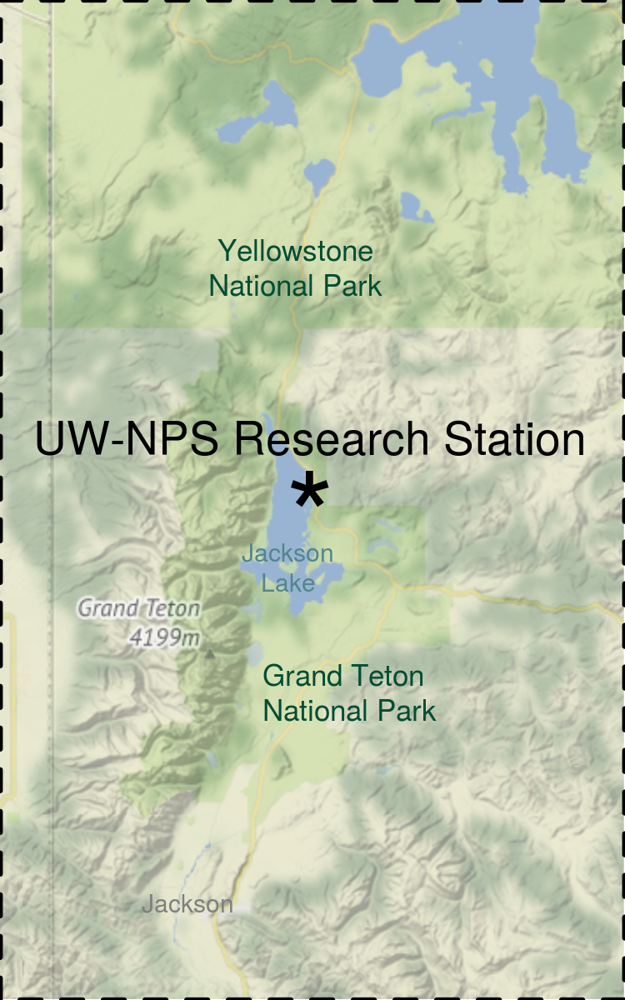 Yellowstone
National Park
UW-NPS Research Station
*
Jackson
Lake
Grand Teton
4199m
Grand Teton
National Park
Jackson